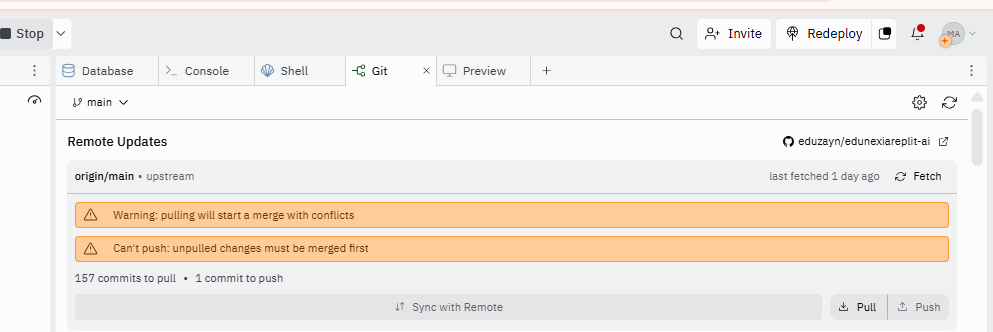 Stop
Invite
Redeploy
MA
Database
Console
Shell
Git
Preview
main
Remote Updates
eduzayn/edunexiareplit-ai
origin/main • upstream
last fetched 1 day ago
Fetch
Warning: pulling will start a merge with conflicts
Can't push: unpulled changes must be merged first
157 commits to pull • 1 commit to push
Sync with Remote
Pull
Push